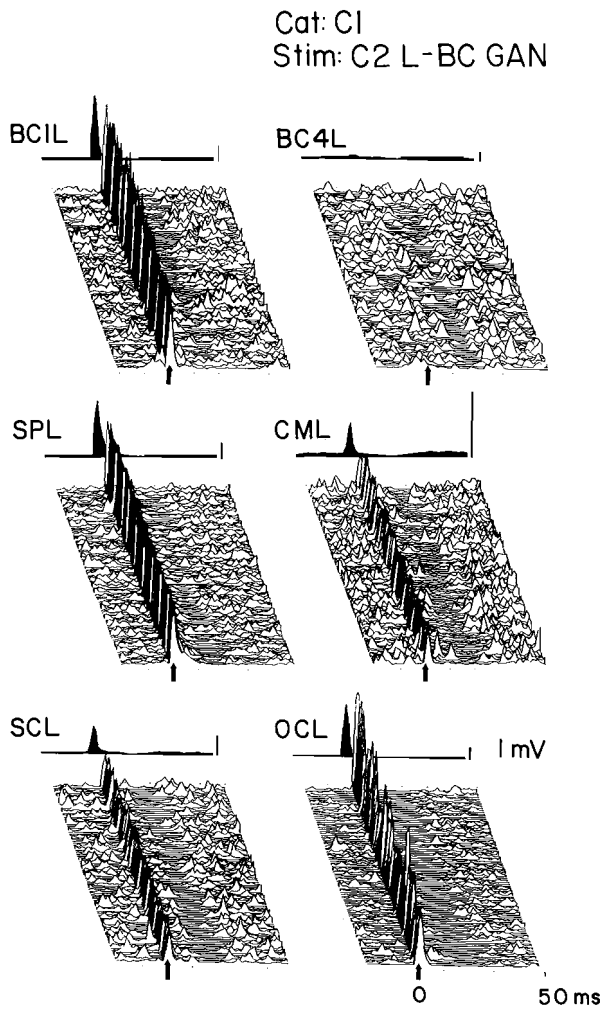 Cat: C1
Stim: C2 L-BC GAN
BC1L
BC4L
SPL
CML
SCL
OCL
1 mV
0
50 ms